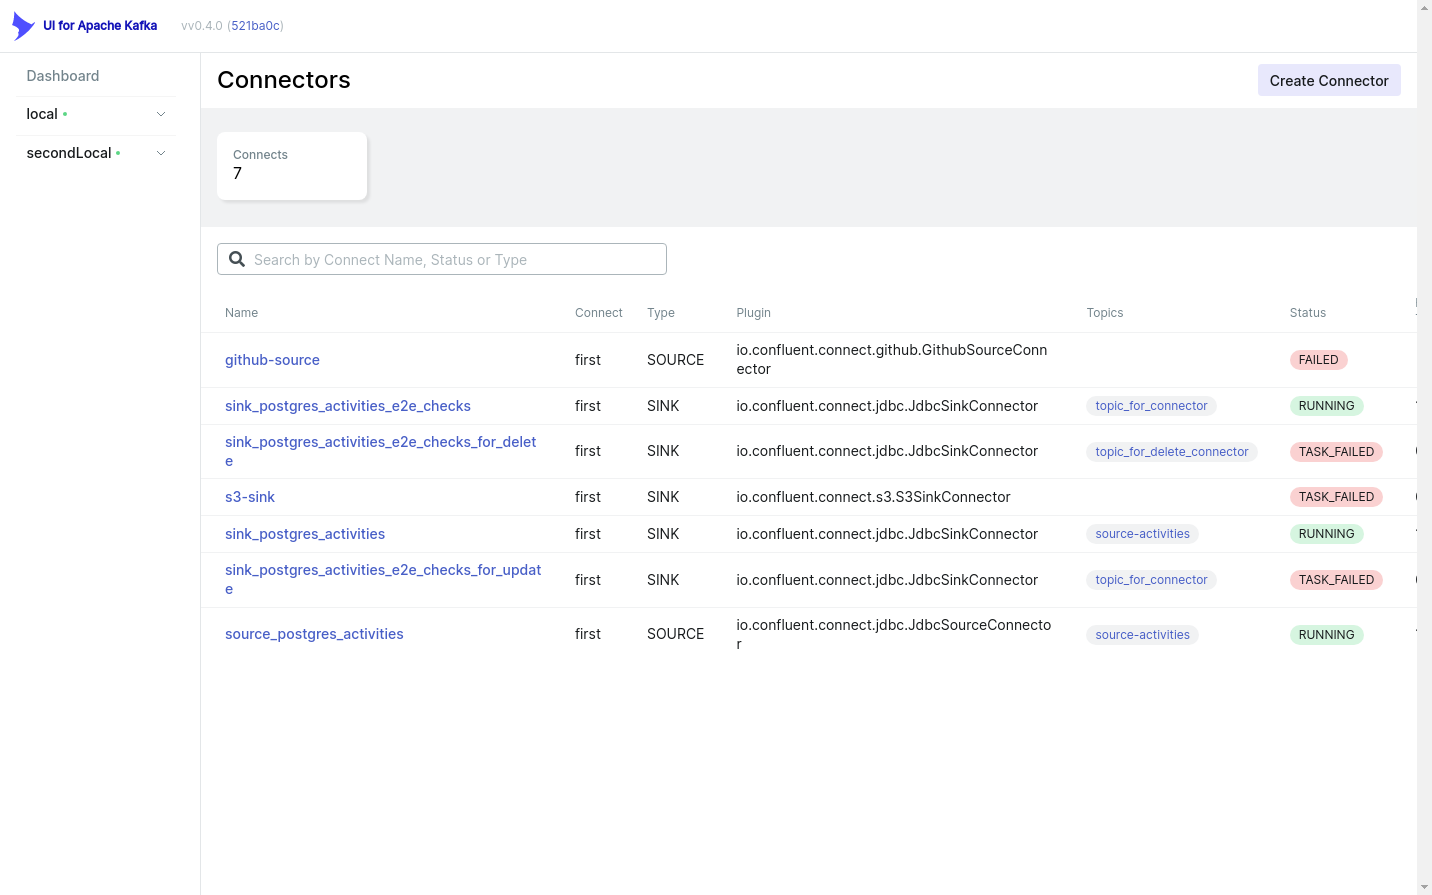 UI for Apache Kafka vv0.4.0 (521ba0c)
Dashboard
local
secondLocal
Connectors
Create Connector
Connects
7
Search by Connect Name, Status or Type
Name Connect Type Plugin Topics Status
github-source first SOURCE io.confluent.connect.github.GithubSourceConn
ector FAILED
sink_postgres_activities_e2e_checks first SINK io.confluent.connect.jdbc.JdbcSinkConnector topic_for_connector RUNNING
sink_postgres_activities_e2e_checks_for_delet
e first SINK io.confluent.connect.jdbc.JdbcSinkConnector topic_for_delete_connector TASK_FAILED
s3-sink first SINK io.confluent.connect.s3.S3SinkConnector TASK_FAILED
sink_postgres_activities first SINK io.confluent.connect.jdbc.JdbcSinkConnector source-activities RUNNING
sink_postgres_activities_e2e_checks_for_updat
e first SINK io.confluent.connect.jdbc.JdbcSinkConnector topic_for_connector TASK_FAILED
source_postgres_activities first SOURCE io.confluent.connect.jdbc.JdbcSourceConnecto
r source-activities RUNNING